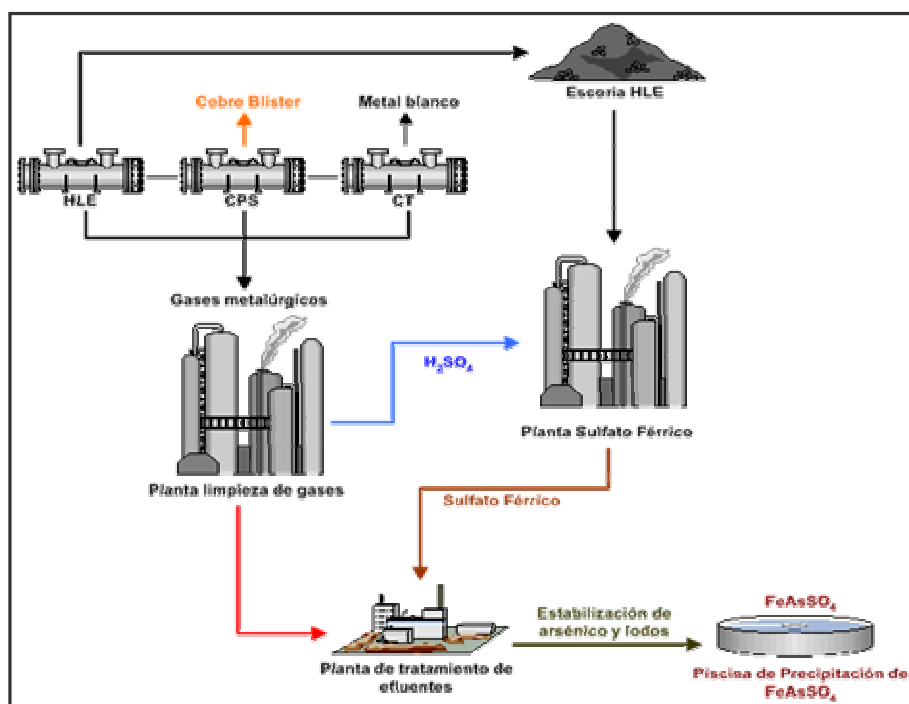 Escoria HLE
Cobre Blister
Metal blanco
HLE
CPS
CT
Gases metalúrgicos
H₂SO₄
Planta Sulfato Férrico
Planta limpieza de gases
Sulfato Férrico
Estabilización de
arsénico y lodos
FeAsSO₄
Planta de tratamiento de
efluentes
Piscina de Precipitación de
FeAsSO₄